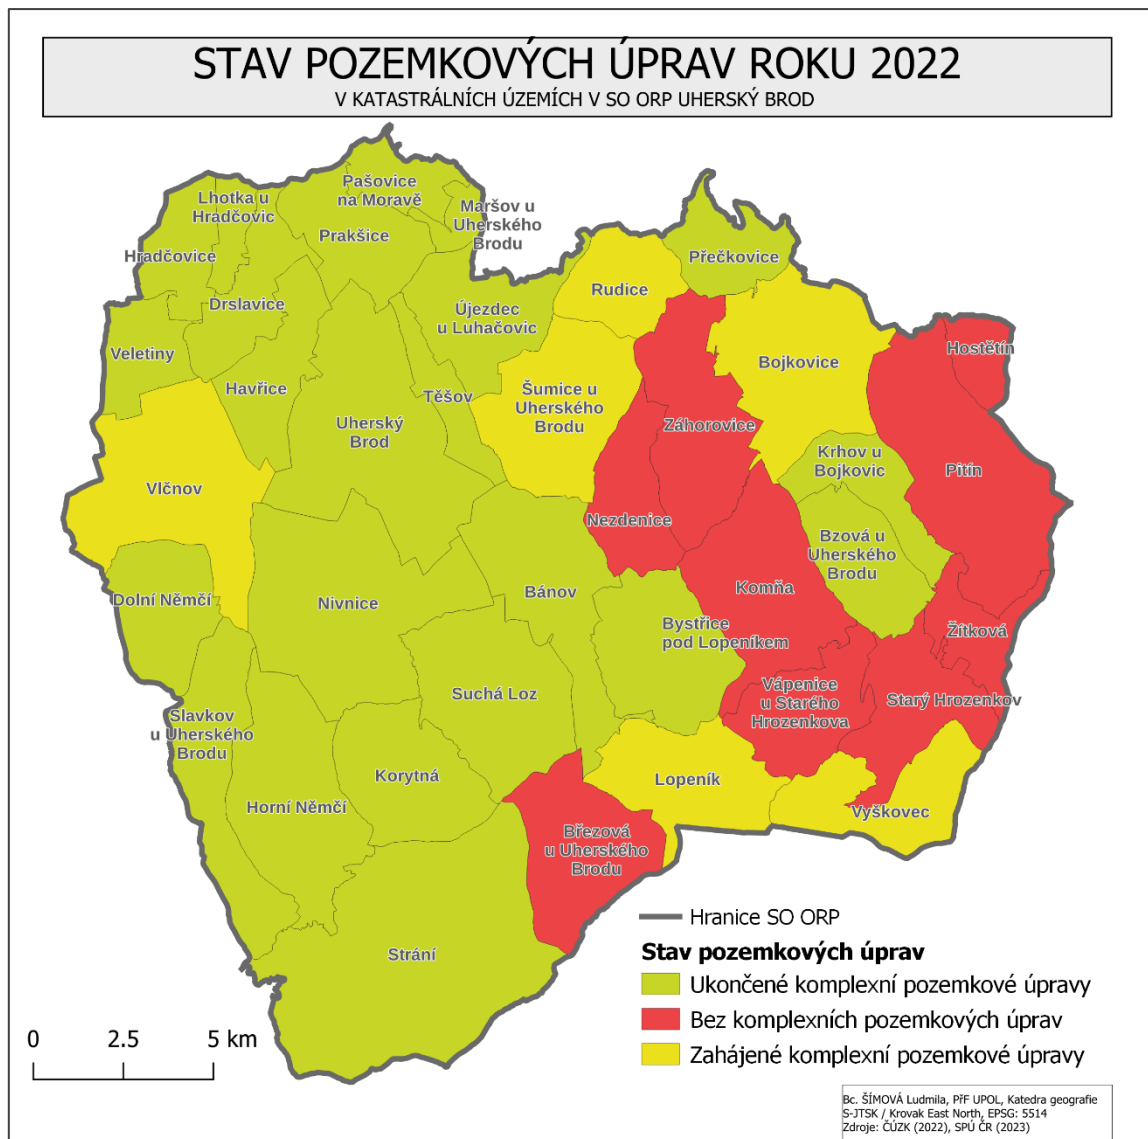 STAV POZEMKOVÝCH ÚPRAV ROKU 2022
V KATASTRÁLNÍCH ÚZEMÍCH V SO ORP UHERSKÝ BROD
Pašovice
na Moravě
Lhotka u
Hradčovic
Maršov u
Uherského
Brodu
Prakšice
Hradčovice
Přečkovice
Rudice
Drslavice
Újezdec
u Luhačovic
Veletiny
Hostětín
Bojkovice
Havřice
Těšov
Šumice u
Uherského
Brodu
Uherský
Brod
Záhorovice
Krhov u
Bojkovic
Pitín
Vlčnov
Nezdenice
Bzová u
Uherského
Brodu
Komňa
Bánov
Dolní Němčí
Nivnice
Bystřice
pod Lopeníkem
Žítková
Suchá Loz
Vápenice
u Starého
Hrozenkova
Starý Hrozenkov
Slavkov
u Uherského
Brodu
Korytná
Lopeník
Horní Němčí
Vyškovec
Březová
u Uherského
Brodu
Strání
Hranice SO ORP
Stav pozemkových úprav
Ukončené komplexní pozemkové úpravy
Bez komplexních pozemkových úprav
Zahájené komplexní pozemkové úpravy
0 2.5 5 km
Bc. ŠÍMOVÁ Ludmila, PřF UPOL, Katedra geografie
S-JTSK / Krovak East North, EPSG: 5514
Zdroje: ČÚZK (2022), SPÚ ČR (2023)